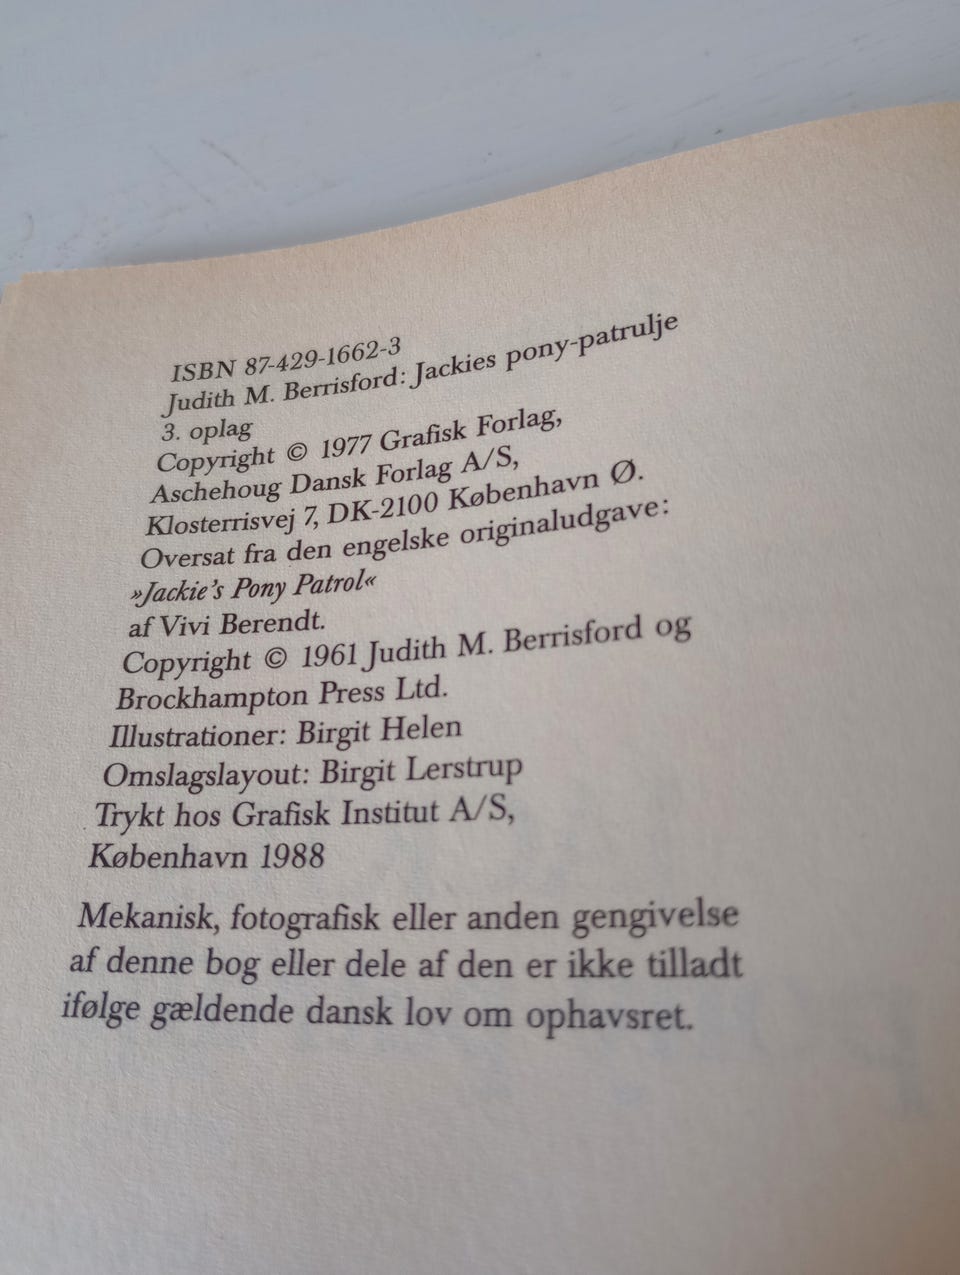 ISBN 87-429-1662-3
Judith M. Berrisford: Jackies pony-patrulje
3. oplag
Copyright © 1977 Grafisk Forlag,
Aschehoug Dansk Forlag A/S,
Klosterrisvej 7, DK-2100 København Ø.
Oversat fra den engelske originaludgave:
»Jackie's Pony Patrol«
af Vivi Berendt.
Copyright © 1961 Judith M. Berrisford og
Brockhampton Press Ltd.
Illustrationer: Birgit Helen
Omslagslayout: Birgit Lerstrup
Trykt hos Grafisk Institut A/S,
København 1988
Mekanisk, fotografisk eller anden gengivelse
af denne bog eller dele af den er ikke tilladt
ifølge gældende dansk lov om ophavsret.